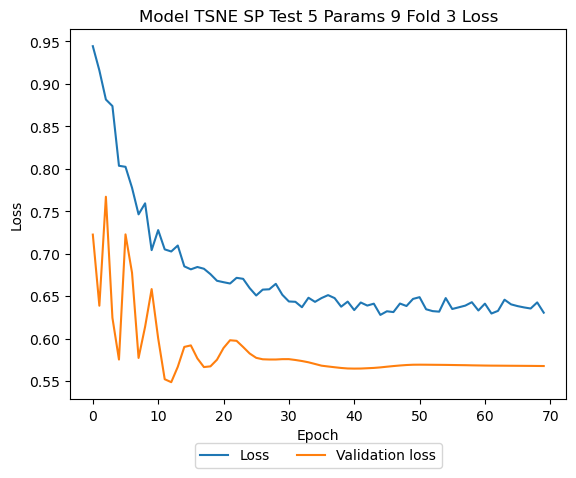 Model TSNE SP Test 5 Params 9 Fold 3 Loss
0.95
0.90
0.85
0.80
0.75
0.70
0.65
0.60
0.55
Loss
0 10 20 30 40 50 60 70
Epoch
Loss Validation loss